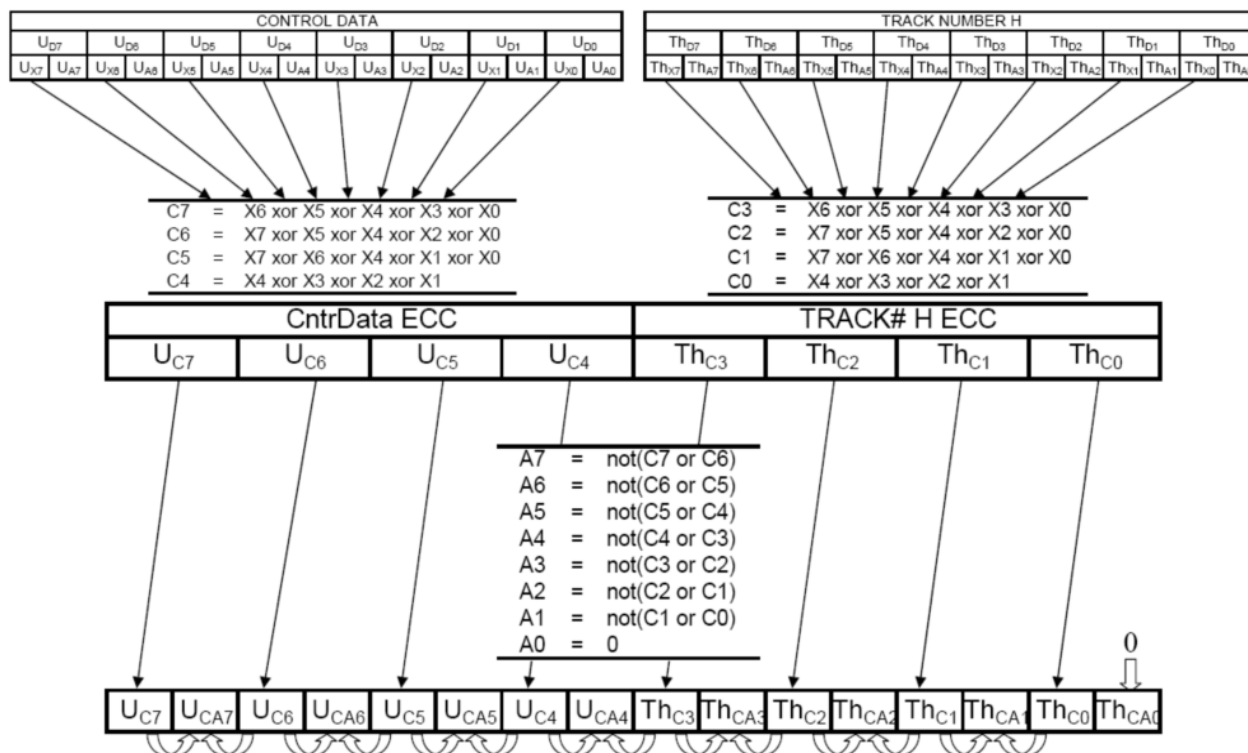 CONTROL DATA TRACK NUMBER H
U_D7 U_D6 U_D5 U_D4 U_D3 U_D2 U_D1 U_D0 Th_D7 Th_D6 Th_D5 Th_D4 Th_D3 Th_D2 Th_D1 Th_D0
U_X7 U_A7 U_X6 U_A6 U_X5 U_A5 U_X4 U_A4 U_X3 U_A3 U_X2 U_A2 U_X1 U_A1 U_X0 U_A0 Th_X7 Th_A7 Th_X6 Th_A6 Th_X5 Th_A5 Th_X4 Th_A4 Th_X3 Th_A3 Th_X2 Th_A2 Th_X1 Th_A1 Th_X0 Th_A
C7 = X6 xor X5 xor X4 xor X3 xor X0
C6 = X7 xor X5 xor X4 xor X2 xor X0
C5 = X7 xor X6 xor X4 xor X1 xor X0
C4 = X4 xor X3 xor X2 xor X1
C3 = X6 xor X5 xor X4 xor X3 xor X0
C2 = X7 xor X5 xor X4 xor X2 xor X0
C1 = X7 xor X6 xor X4 xor X1 xor X0
C0 = X4 xor X3 xor X2 xor X1
CntrData ECC TRACK# H ECC
U_C7 U_C6 U_C5 U_C4 Th_C3 Th_C2 Th_C1 Th_C0
A7 = not(C7 or C6)
A6 = not(C6 or C5)
A5 = not(C5 or C4)
A4 = not(C4 or C3)
A3 = not(C3 or C2)
A2 = not(C2 or C1)
A1 = not(C1 or C0)
A0 = 0
0
U_C7 U_CA7 U_C6 U_CA6 U_C5 U_CA5 U_C4 U_CA4 Th_C3 Th_CA3 Th_C2 Th_CA2 Th_C1 Th_CA1 Th_C0 Th_CA0